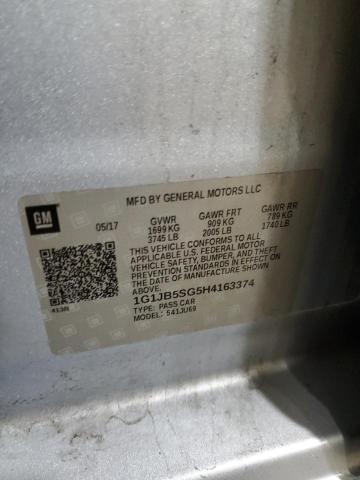 MFD BY GENERAL MOTORS LLC
GM
05/17
GVWR
1699 KG
3745 LB
GAWR FRT
909 KG
2005 LB
GAWR RR
789 KG
1740 LB
THIS VEHICLE CONFORMS TO ALL
APPLICABLE U.S. FEDERAL MOTOR
VEHICLE SAFETY, BUMPER, AND THEFT
PREVENTION STANDARDS IN EFFECT ON
THE DATE OF MANUFACTURE SHOWN ABOVE.
1G1JB5SG5H4163374
TYPE: PASS CAR
MODEL: 541JU69